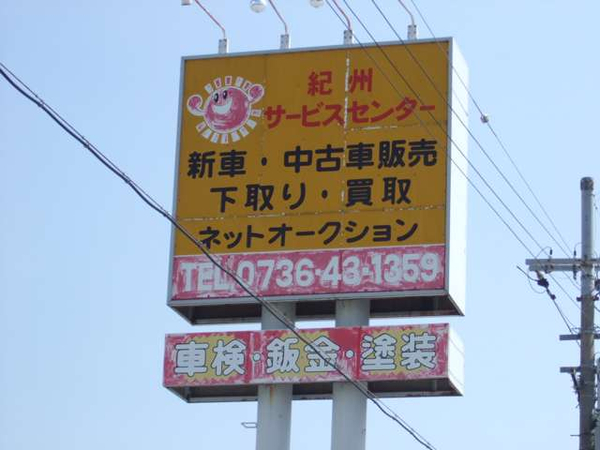 紀州
サービスセンター
新車・中古車販売
下取り・買取
ネットオークション
TEL0736-43-1359
車検・鈑金・塗装